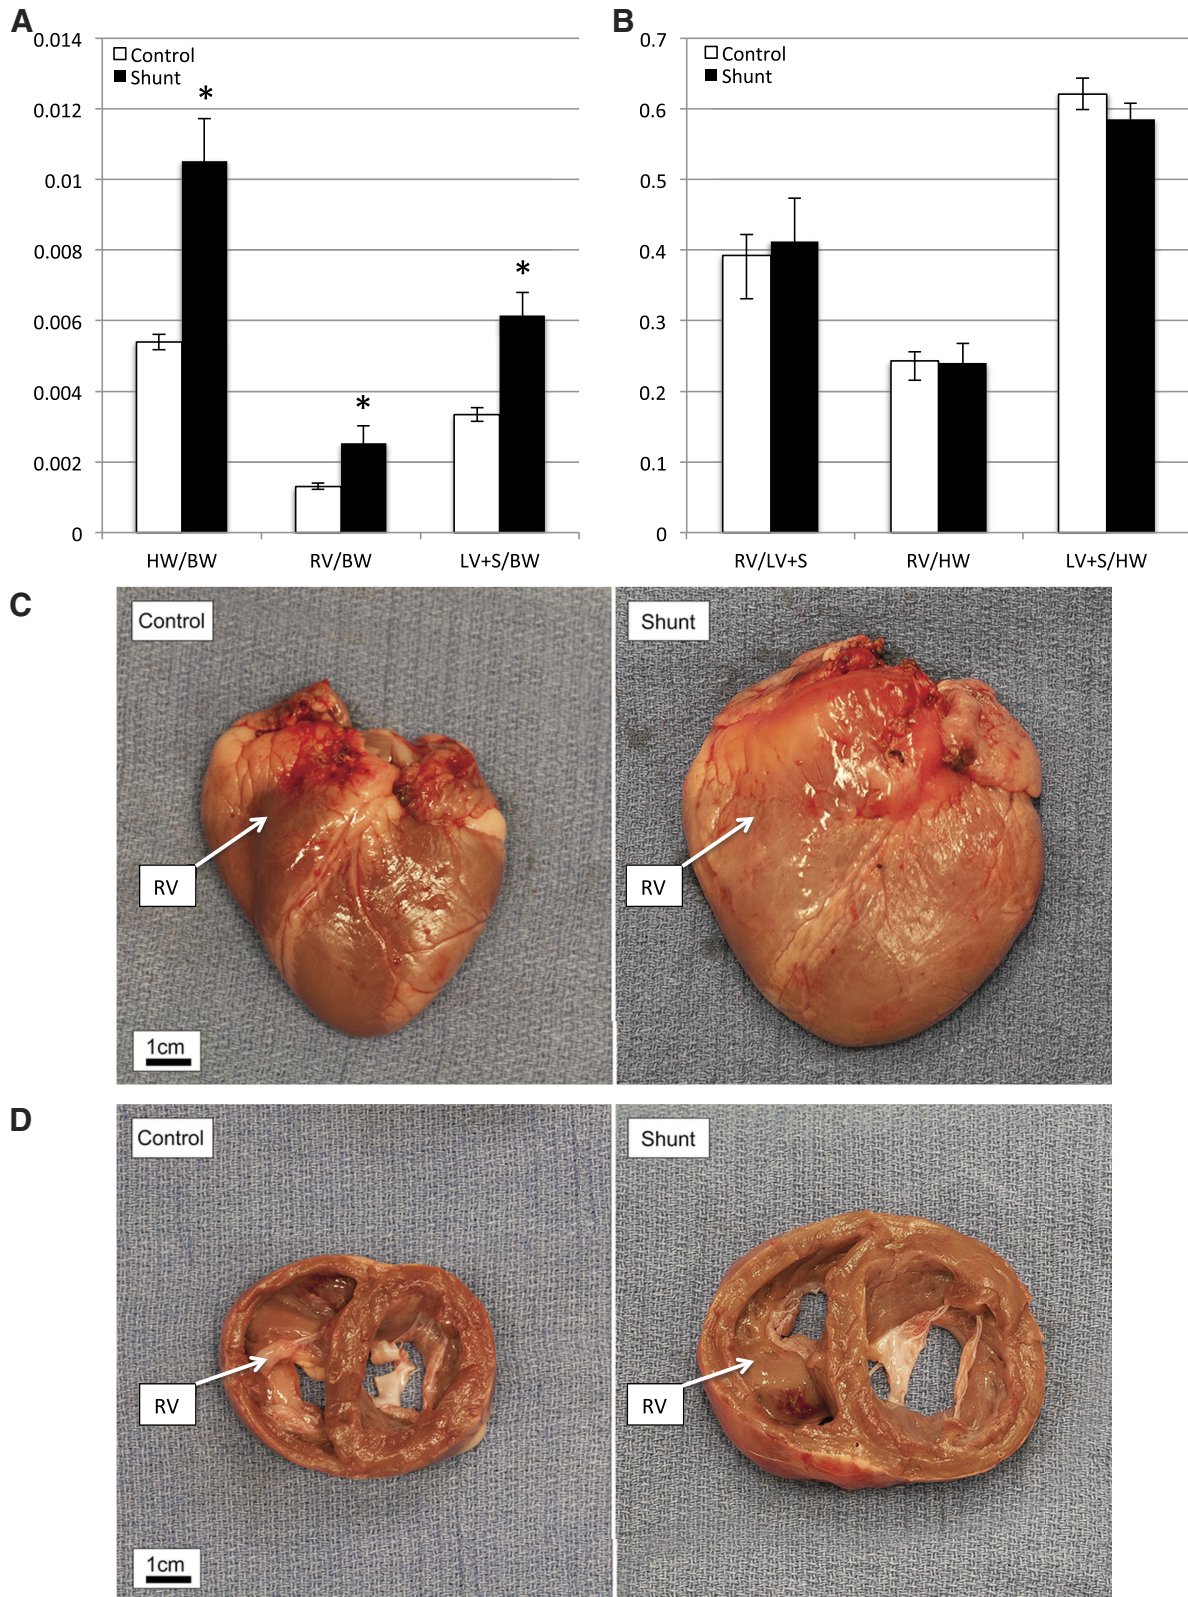 A
0.014
0.012
0.01
0.008
0.006
0.004
0.002
0
Control
Shunt
*
*
*
HW/BW
RV/BW
LV+S/BW
B
0.7
0.6
0.5
0.4
0.3
0.2
0.1
0
Control
Shunt
RV/LV+S
RV/HW
LV+S/HW
C
Control
RV
1cm
Shunt
RV
D
Control
RV
1cm
Shunt
RV